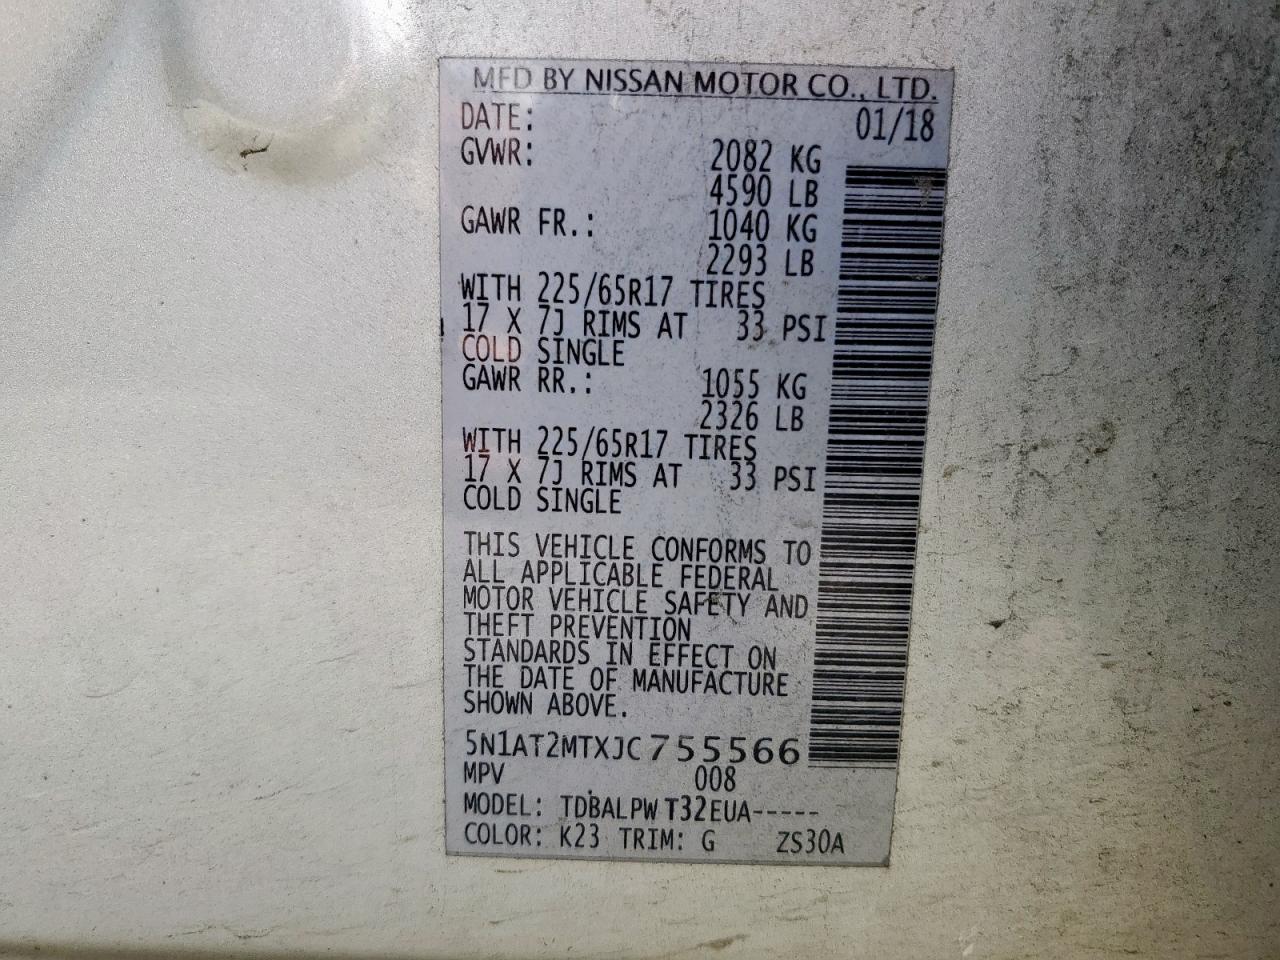 MFD BY NISSAN MOTOR CO., LTD.
DATE: 01/18
GVWR: 2082 KG
4590 LB
GAWR FR.: 1040 KG
2293 LB
WITH 225/65R17 TIRES
17 X 7J RIMS AT 33 PSI
COLD SINGLE
GAWR RR.: 1055 KG
2326 LB
WITH 225/65R17 TIRES
17 X 7J RIMS AT 33 PSI
COLD SINGLE
THIS VEHICLE CONFORMS TO
ALL APPLICABLE FEDERAL
MOTOR VEHICLE SAFETY AND
THEFT PREVENTION
STANDARDS IN EFFECT ON
THE DATE OF MANUFACTURE
SHOWN ABOVE.
5N1AT2MTXJC755566
MPV 008
MODEL: TDBALPW T32EUA-----
COLOR: K23 TRIM: G ZS30A